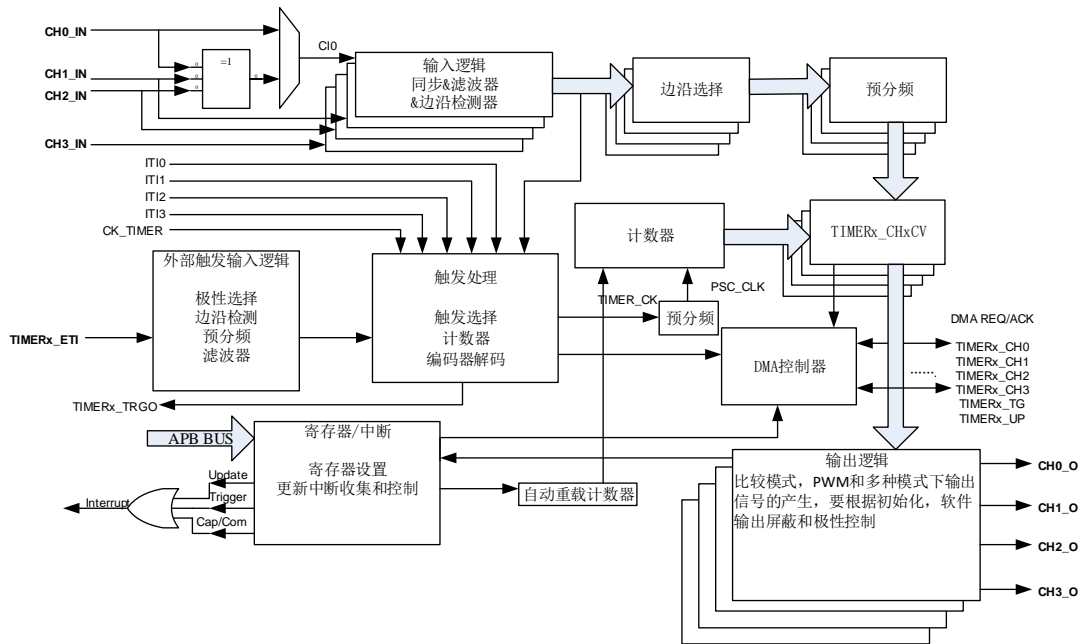 CH0_IN
CH1_IN
CH2_IN
CH3_IN
=1
CI0
输入逻辑
同步&滤波器
&边沿检测器
边沿选择
预分频
ITI0
ITI1
ITI2
ITI3
CK_TIMER
外部触发输入逻辑
极性选择
边沿检测
预分频
滤波器
TIMERx_ETI
触发处理
触发选择
计数器
编码器解码
TIMERx_TRGO
计数器
TIMER_CK
PSC_CLK
预分频
TIMERx_CHxCV
DMA控制器
DMA REQ/ACK
TIMERx_CH0
TIMERx_CH1
TIMERx_CH2
TIMERx_CH3
TIMERx_TG
TIMERx_UP
……
APB BUS
寄存器/中断
寄存器设置
更新中断收集和控制
Update
Trigger
Cap/Com
Interrupt
自动重载计数器
输出逻辑
比较模式，PWM和多种模式下输出
信号的产生，要根据初始化，软件
输出屏蔽和极性控制
CH0_O
CH1_O
CH2_O
CH3_O